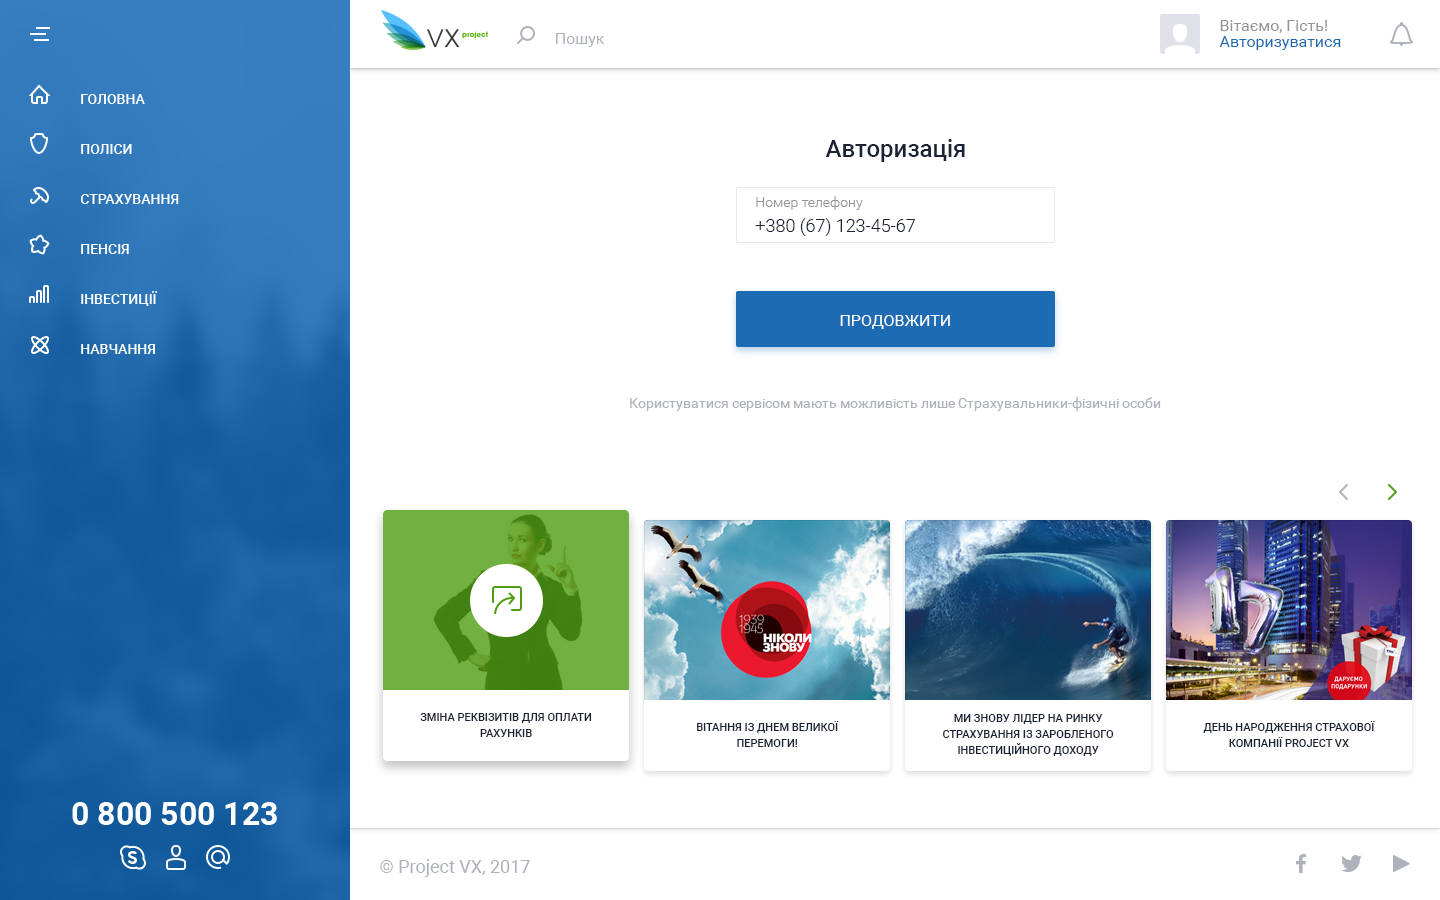 ГОЛОВНА
ПОЛІСИ
СТРАХУВАННЯ
ПЕНСІЯ
ІНВЕСТИЦІЇ
НАВЧАННЯ
0 800 500 123
VX project
Пошук
Вітаємо, Гість!
Авторизуватися
Авторизація
Номер телефону
+380 (67) 123-45-67
ПРОДОВЖИТИ
Користуватися сервісом мають можливість лише Страхувальники-фізичні особи
ЗМІНА РЕКВІЗИТІВ ДЛЯ ОПЛАТИ
РАХУНКІВ
1939
1945
НІКОЛИ
ЗНОВУ
ВІТАННЯ ІЗ ДНЕМ ВЕЛИКОЇ
ПЕРЕМОГИ!
МИ ЗНОВУ ЛІДЕР НА РИНКУ
СТРАХУВАННЯ ІЗ ЗАРОБЛЕНОГО
ІНВЕСТИЦІЙНОГО ДОХОДУ
17
ДАРУЄМО
ПОДАРУНКИ
ДЕНЬ НАРОДЖЕННЯ СТРАХОВОЇ
КОМПАНІЇ PROJECT VX
© Project VX, 2017